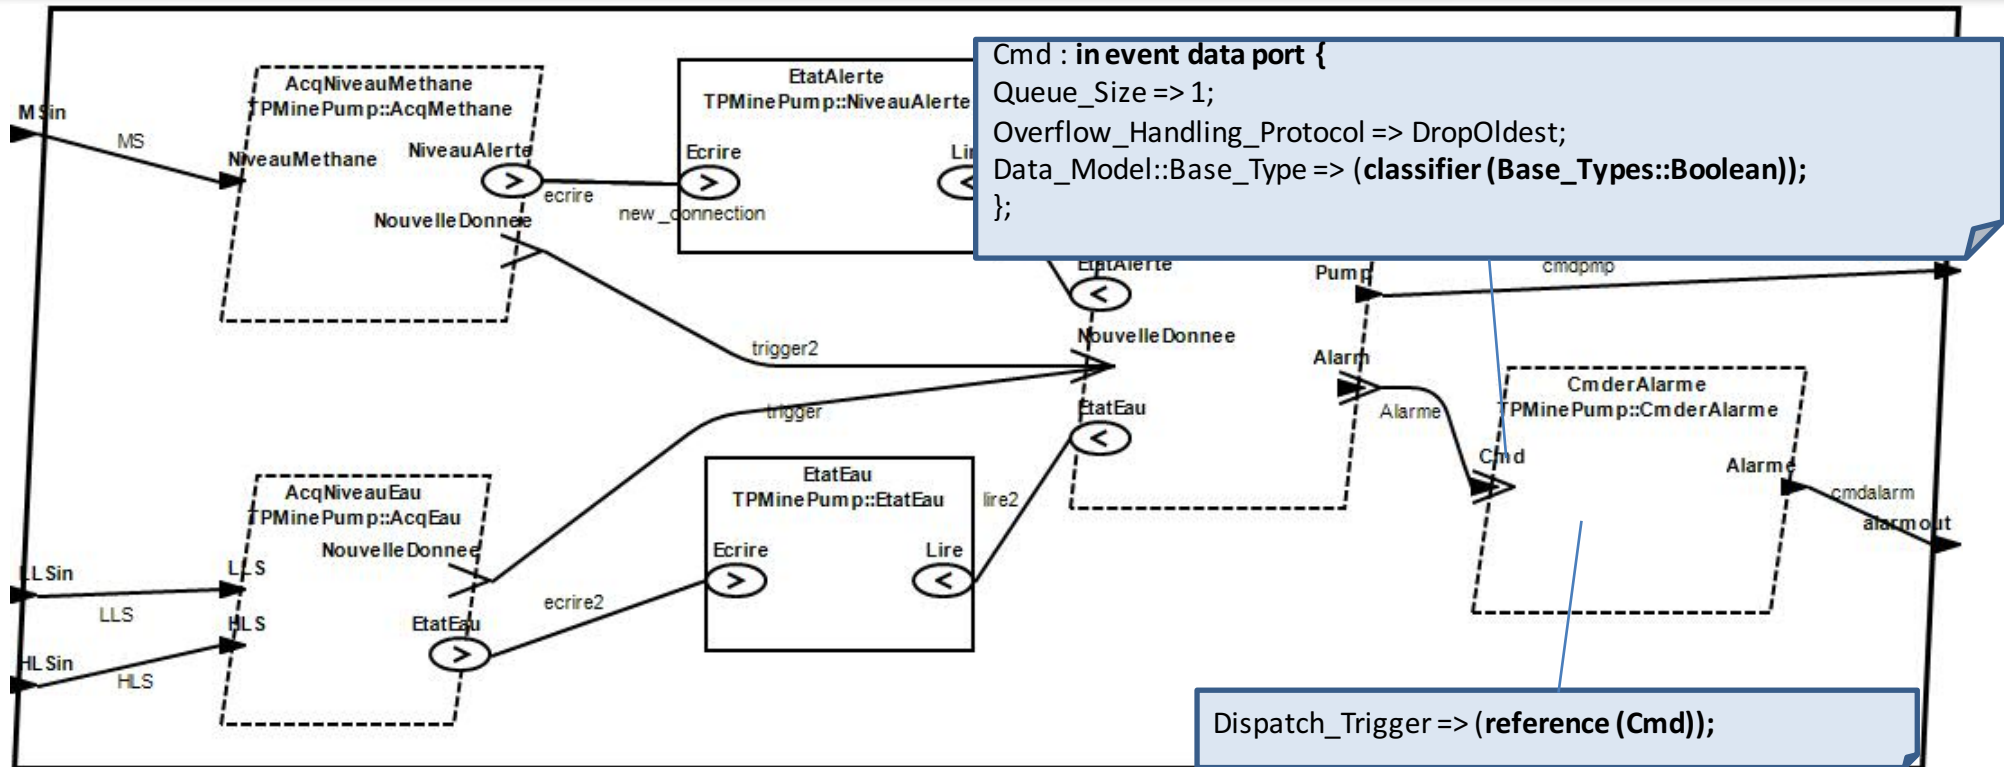 MSin
MS
AcqNiveauMethane
TPMinePump::AcqMethane
NiveauMethane
NiveauAlerte
NouvelleDonnee
ecrire
new_connection
EtatAlerte
TPMinePump::NiveauAlerte
Ecrire
Cmd : in event data port {
Queue_Size => 1;
Overflow_Handling_Protocol => DropOldest;
Data_Model::Base_Type => (classifier (Base_Types::Boolean));
};
EtatAlerte
Pump
cmdpmp
NouvelleDonnee
trigger2
trigger
Alarm
Alarme
EtatEau
CmderAlarme
TPMinePump::CmderAlarme
Cmd
Alarme
cmdalarm
alarmout
AcqNiveauEau
TPMinePump::AcqEau
NouvelleDonnee
LLSin
LLS
LLS
HLS
HLSin
HLS
EtatEau
ecrire2
EtatEau
TPMinePump::EtatEau
Ecrire
Lire
lire2
Dispatch_Trigger => (reference (Cmd));